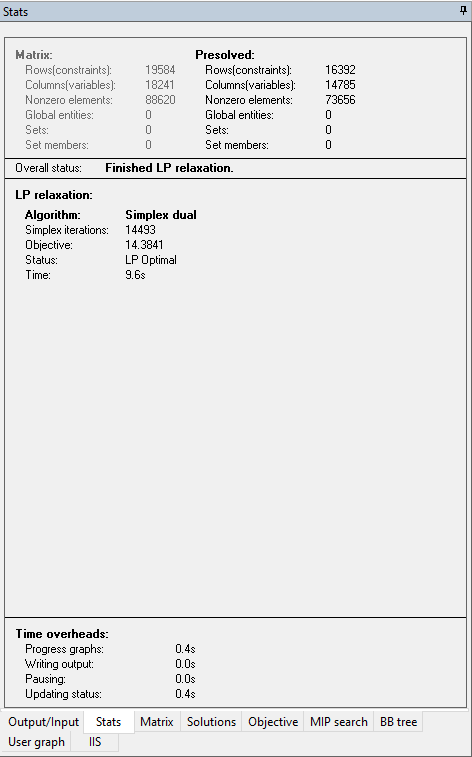 Stats
Matrix: Presolved:
Rows(constraints): 19584 Rows(constraints): 16392
Columns(variables): 18241 Columns(variables): 14785
Nonzero elements: 88620 Nonzero elements: 73656
Global entities: 0 Global entities: 0
Sets: 0 Sets: 0
Set members: 0 Set members: 0
Overall status: Finished LP relaxation.
LP relaxation:
Algorithm: Simplex dual
Simplex iterations: 14493
Objective: 14.3841
Status: LP Optimal
Time: 9.6s
Time overheads:
Progress graphs: 0.4s
Writing output: 0.0s
Pausing: 0.0s
Updating status: 0.4s
Output/Input Stats Matrix Solutions Objective MIP search BB tree
User graph IIS